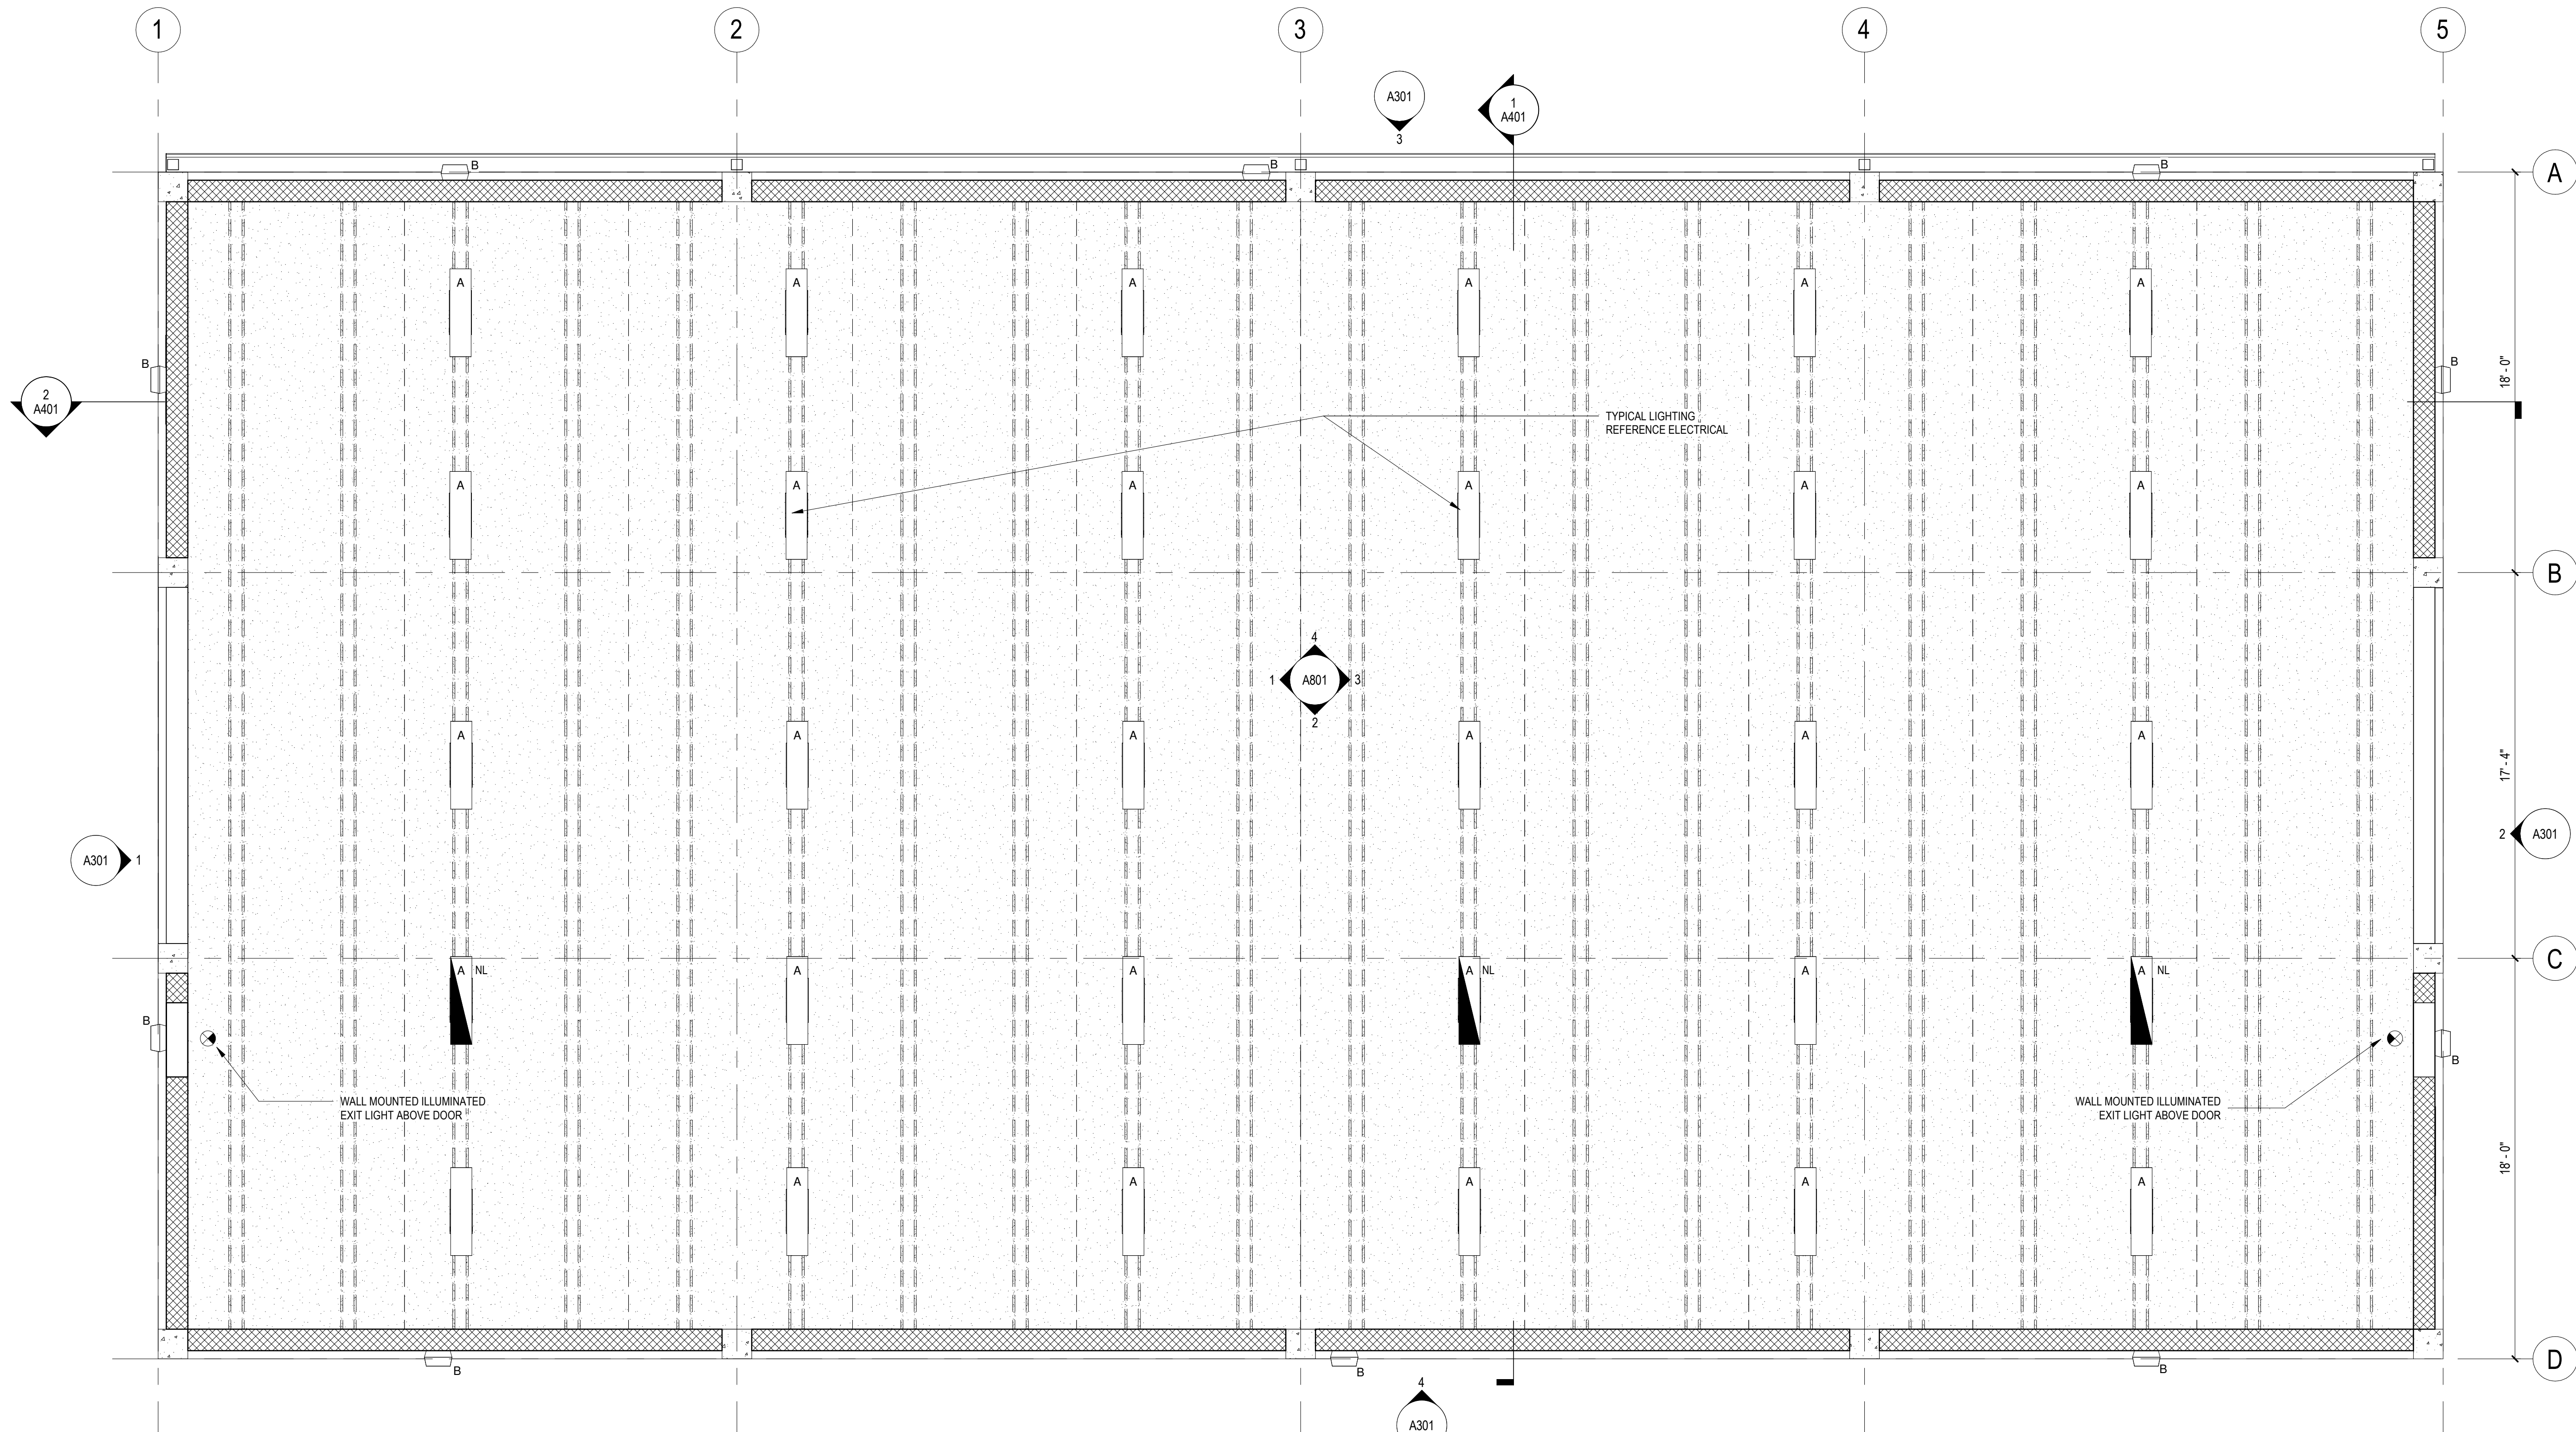 1
2
3
4
5
A301
3
1
A401
B
B
B
A
A
A
A
A
A
A
B
B
2
A401
18' - 0"
TYPICAL LIGHTING
REFERENCE ELECTRICAL
A
A
A
A
A
A
B
4
1
A801
3
2
A
A
A
A
A
A
17' - 4"
A301
1
2
A301
A
NL
A
A
A
NL
A
A
NL
C
B
B
WALL MOUNTED ILLUMINATED
EXIT LIGHT ABOVE DOOR
WALL MOUNTED ILLUMINATED
EXIT LIGHT ABOVE DOOR
18' - 0"
A
A
A
A
A
B
B
B
D
4
A301